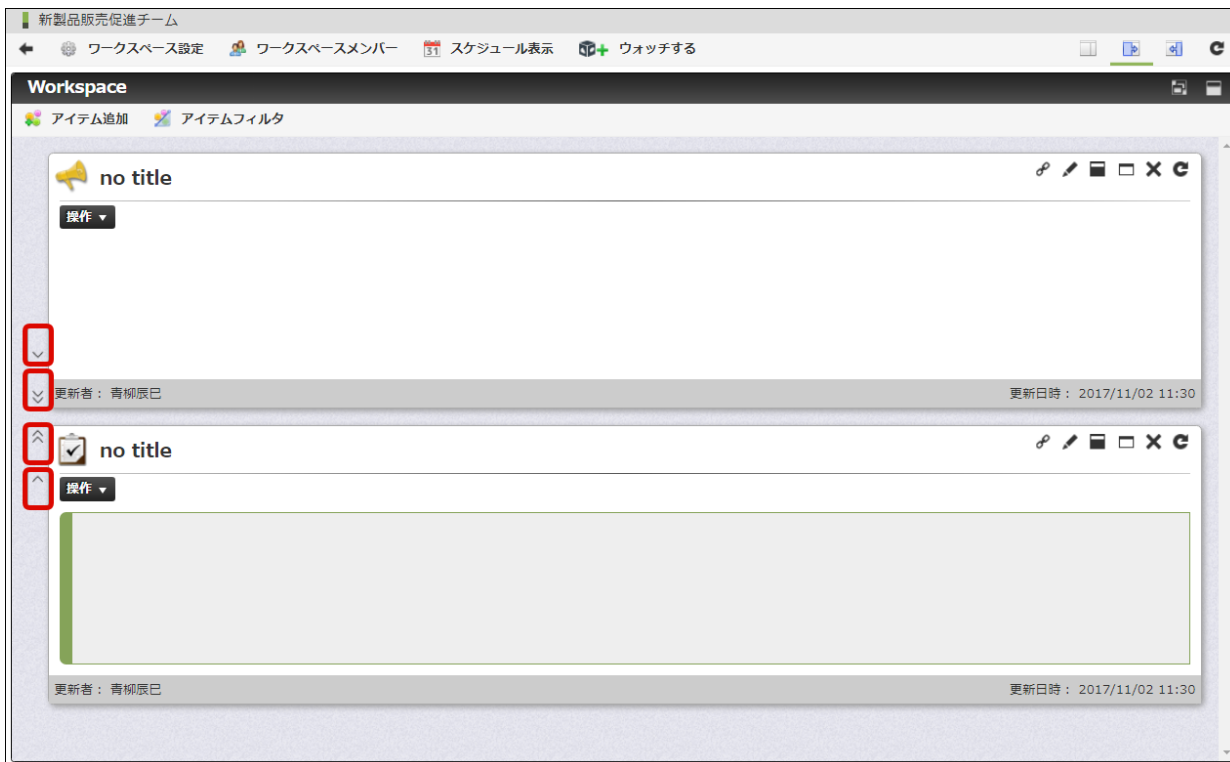 新製品販売促進チーム
ワークスペース設定 ワークスペースメンバー 31 スケジュール表示 ウォッチする
Workspace
アイテム追加 アイテムフィルタ
no title
操作
更新者： 青柳辰巳 更新日時： 2017/11/02 11:30
no title
操作
更新者： 青柳辰巳 更新日時： 2017/11/02 11:30